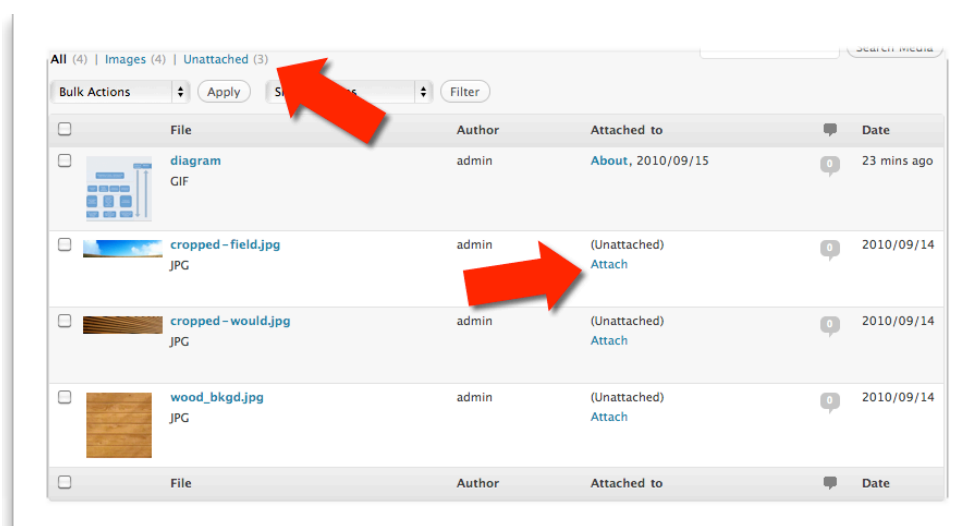 All (4) | Images (4) | Unattached (3)
Search Media
Bulk Actions Apply Filter
File Author Attached to Date
diagram admin About, 2010/09/15 0 23 mins ago
GIF
cropped-field.jpg admin (Unattached) 0 2010/09/14
JPG Attach
cropped-would.jpg admin (Unattached) 0 2010/09/14
JPG Attach
wood_bkgd.jpg admin (Unattached) 0 2010/09/14
JPG Attach
File Author Attached to Date